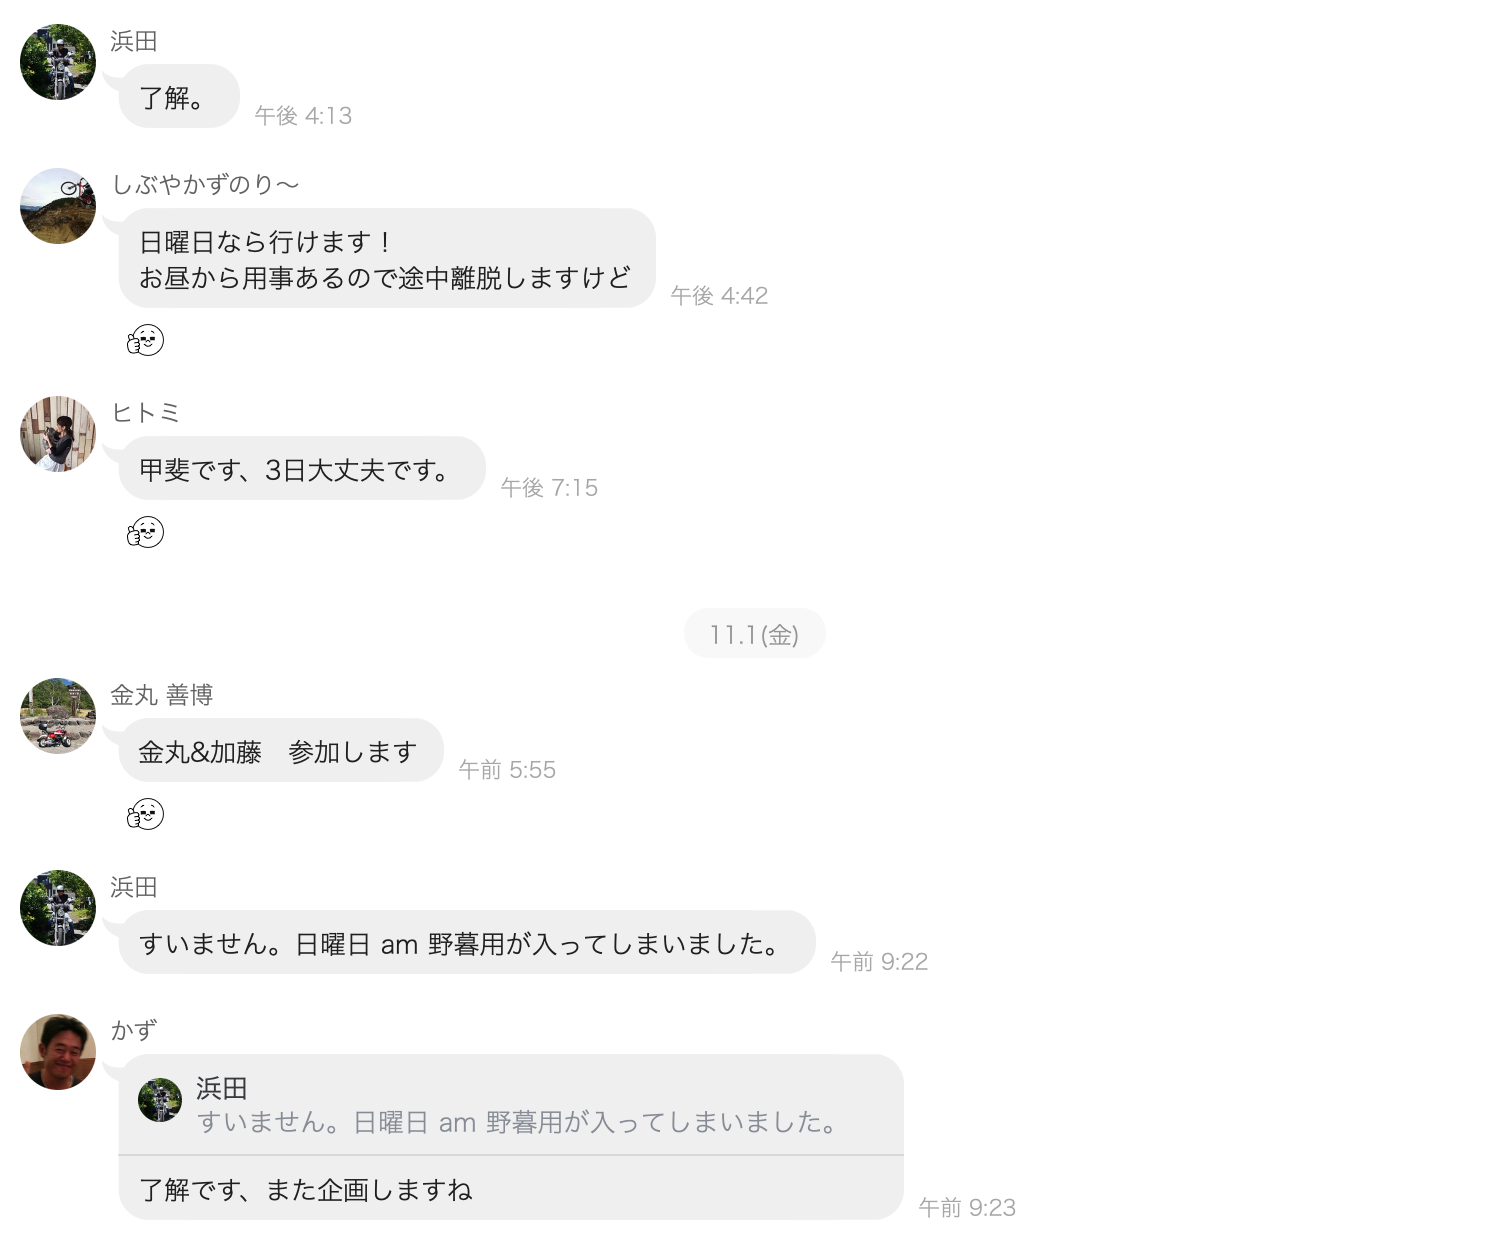 浜田
了解。
午後 4:13
しぶやかずのり〜
日曜日なら行けます！
お昼から用事あるので途中離脱しますけど
午後 4:42
ヒトミ
甲斐です、3日大丈夫です。
午後 7:15
11.1(金)
金丸 善博
金丸&加藤　参加します
午前 5:55
浜田
すいません。日曜日 am 野暮用が入ってしまいました。
午前 9:22
かず
浜田
すいません。日曜日 am 野暮用が入ってしまいました。
了解です、また企画しますね
午前 9:23